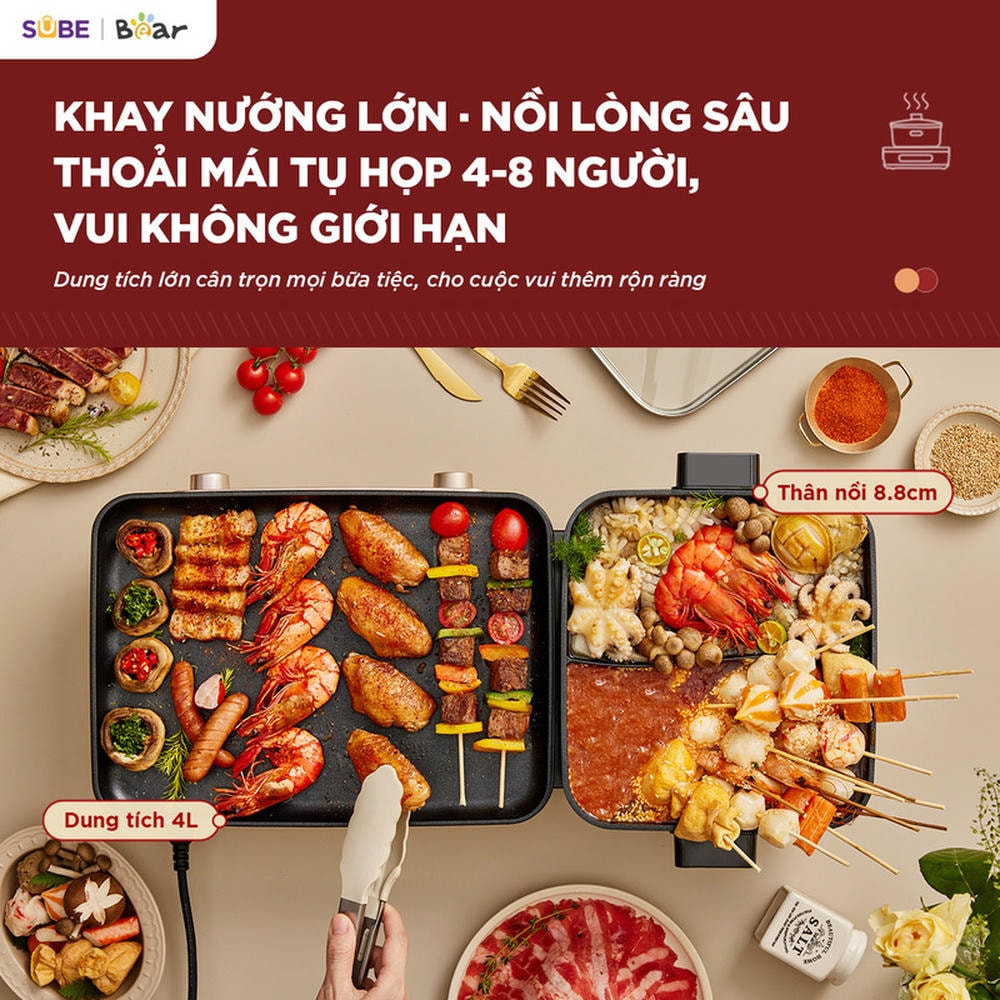 SUBE | Bear
KHAY NƯỚNG LỚN · NỒI LÒNG SÂU
THOẢI MÁI TỤ HỌP 4-8 NGƯỜI,
VUI KHÔNG GIỚI HẠN
Dung tích lớn cân trọn mọi bữa tiệc, cho cuộc vui thêm rộn ràng
Thân nồi 8.8cm
Dung tích 4L
BEAUTIFUL HOME
SALT